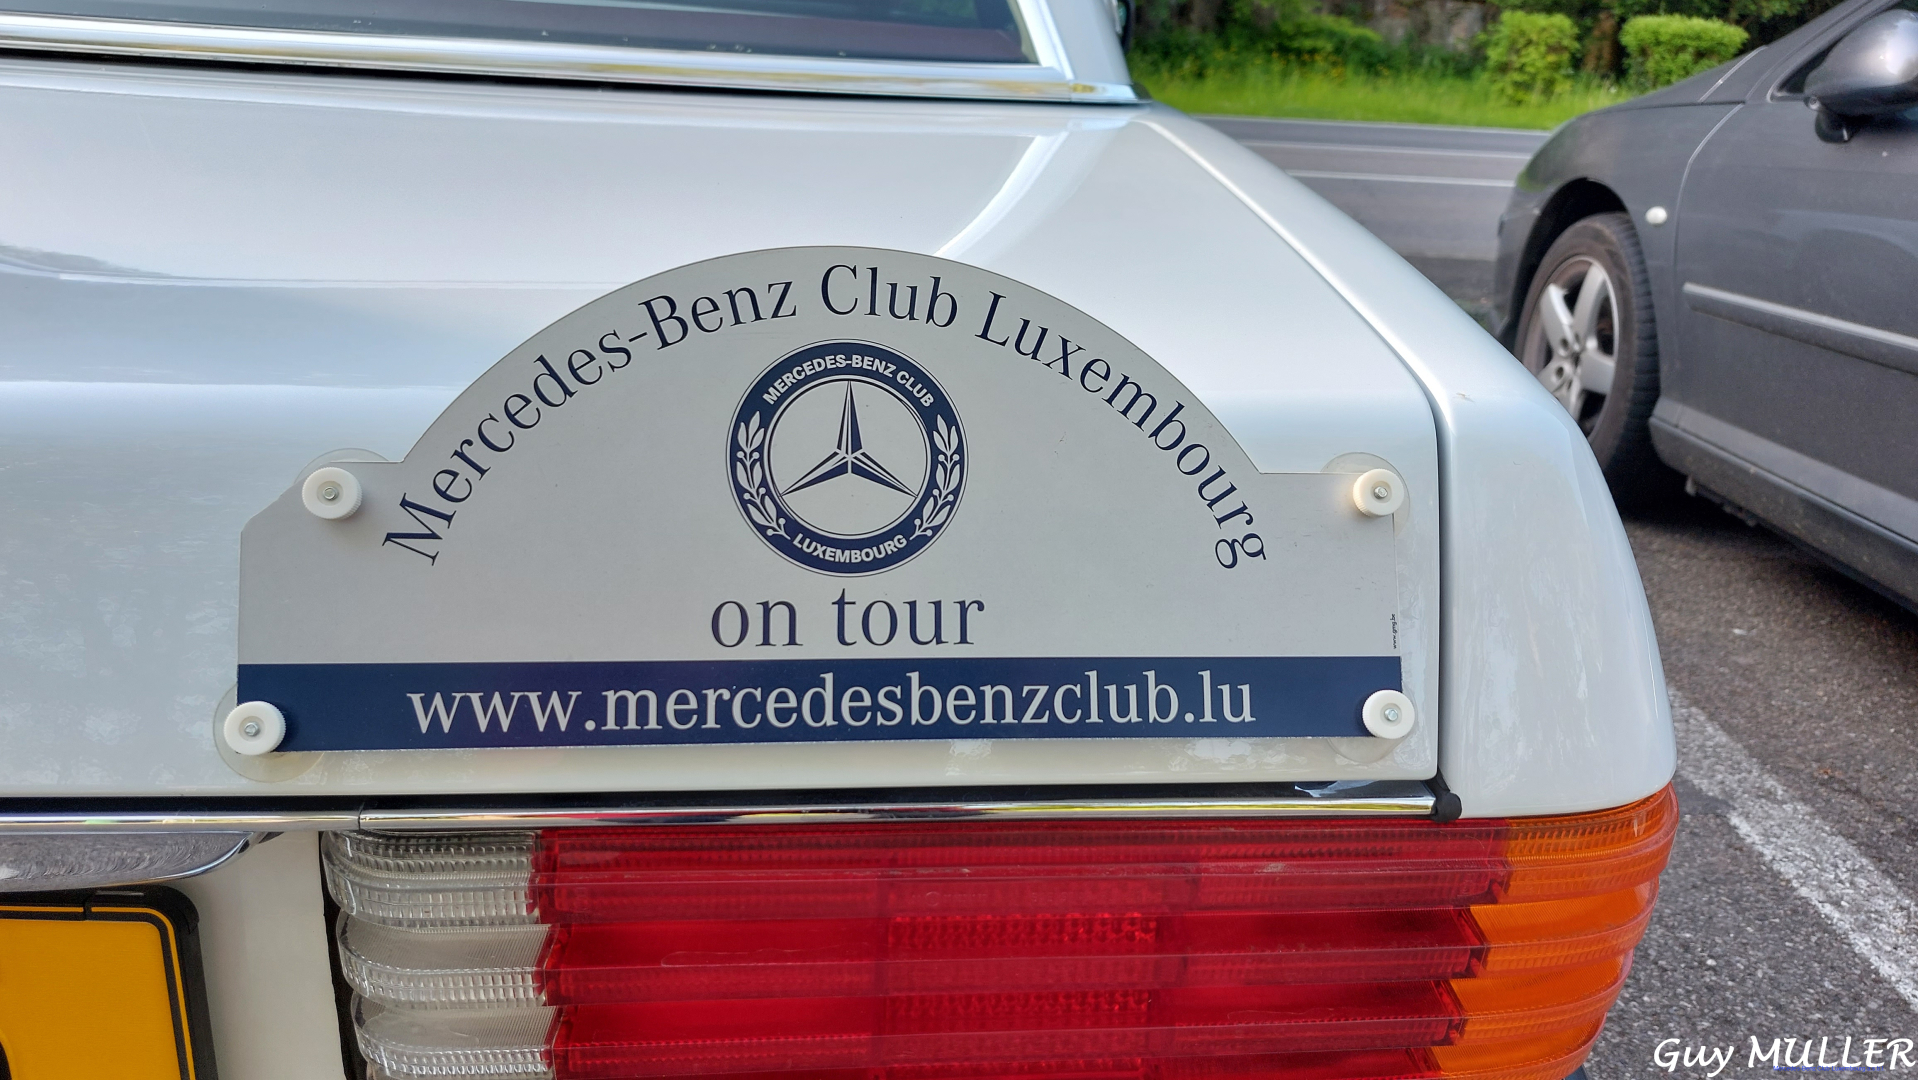 Mercedes-Benz Club Luxembourg
MERCEDES-BENZ CLUB
LUXEMBOURG
on tour
www.mercedesbenzclub.lu
Guy MULLER